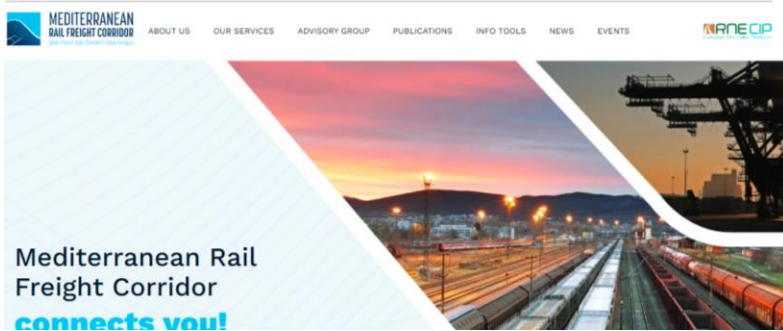 MEDITERRANEAN
RAIL FREIGHT CORRIDOR
ABOUT US
OUR SERVICES
ADVISORY GROUP
PUBLICATIONS
INFO TOOLS
NEWS
EVENTS
RNE CIP
Mediterranean Rail
Freight Corridor
connects you!